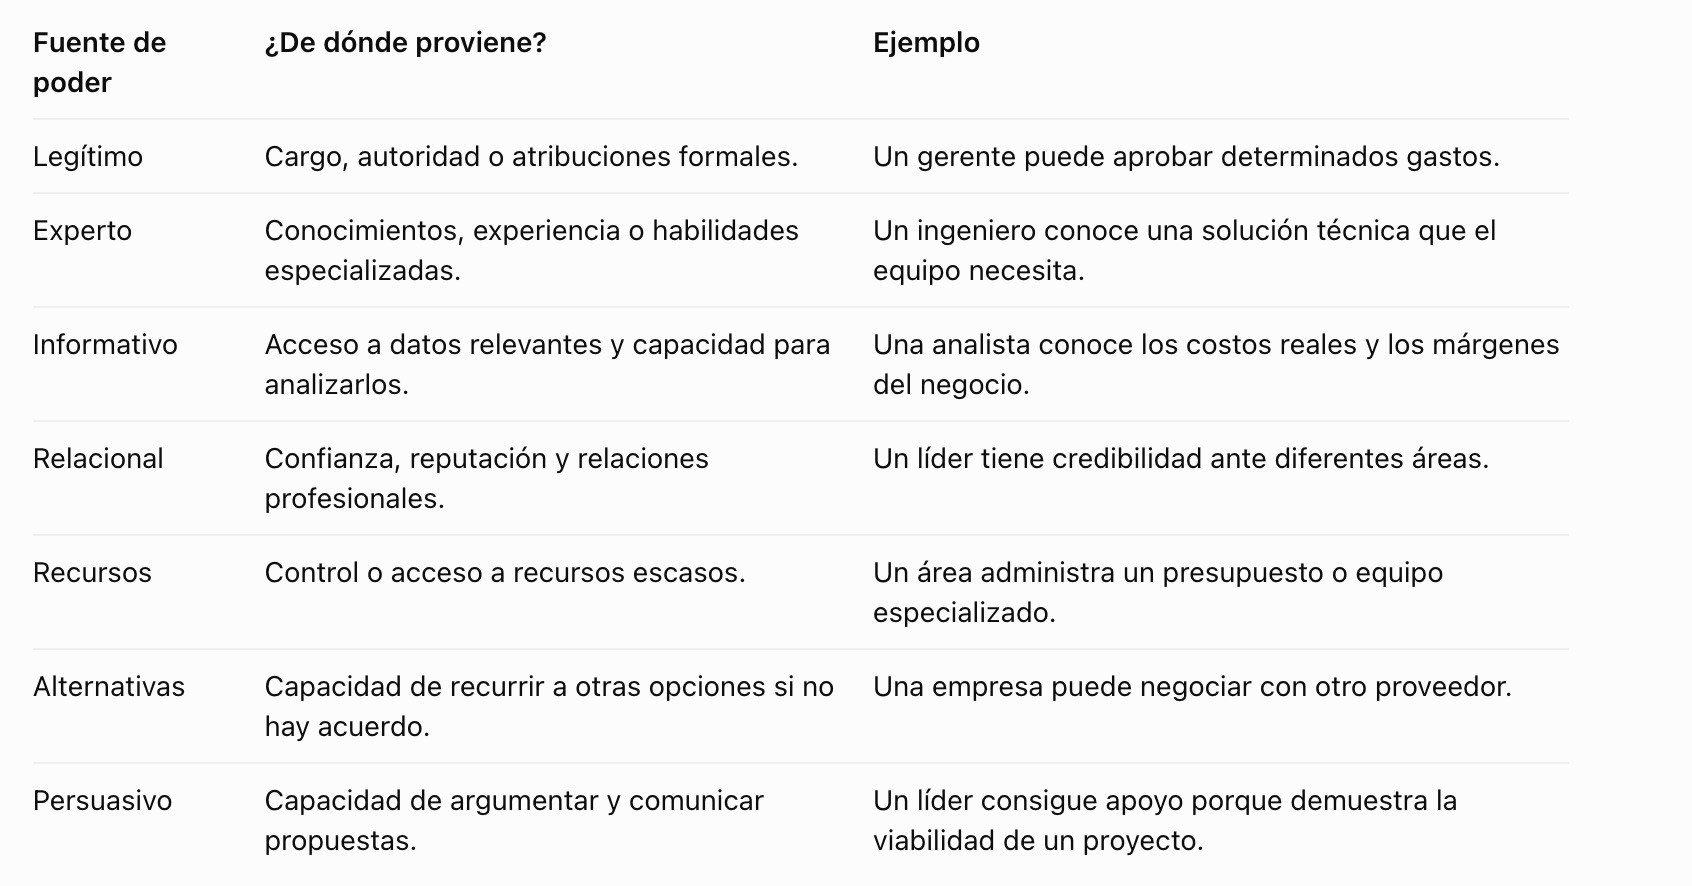 Fuente de poder ¿De dónde proviene? Ejemplo
Legítimo Cargo, autoridad o atribuciones formales. Un gerente puede aprobar determinados gastos.
Experto Conocimientos, experiencia o habilidades especializadas. Un ingeniero conoce una solución técnica que el equipo necesita.
Informativo Acceso a datos relevantes y capacidad para analizarlos. Una analista conoce los costos reales y los márgenes del negocio.
Relacional Confianza, reputación y relaciones profesionales. Un líder tiene credibilidad ante diferentes áreas.
Recursos Control o acceso a recursos escasos. Un área administra un presupuesto o equipo especializado.
Alternativas Capacidad de recurrir a otras opciones si no hay acuerdo. Una empresa puede negociar con otro proveedor.
Persuasivo Capacidad de argumentar y comunicar propuestas. Un líder consigue apoyo porque demuestra la viabilidad de un proyecto.